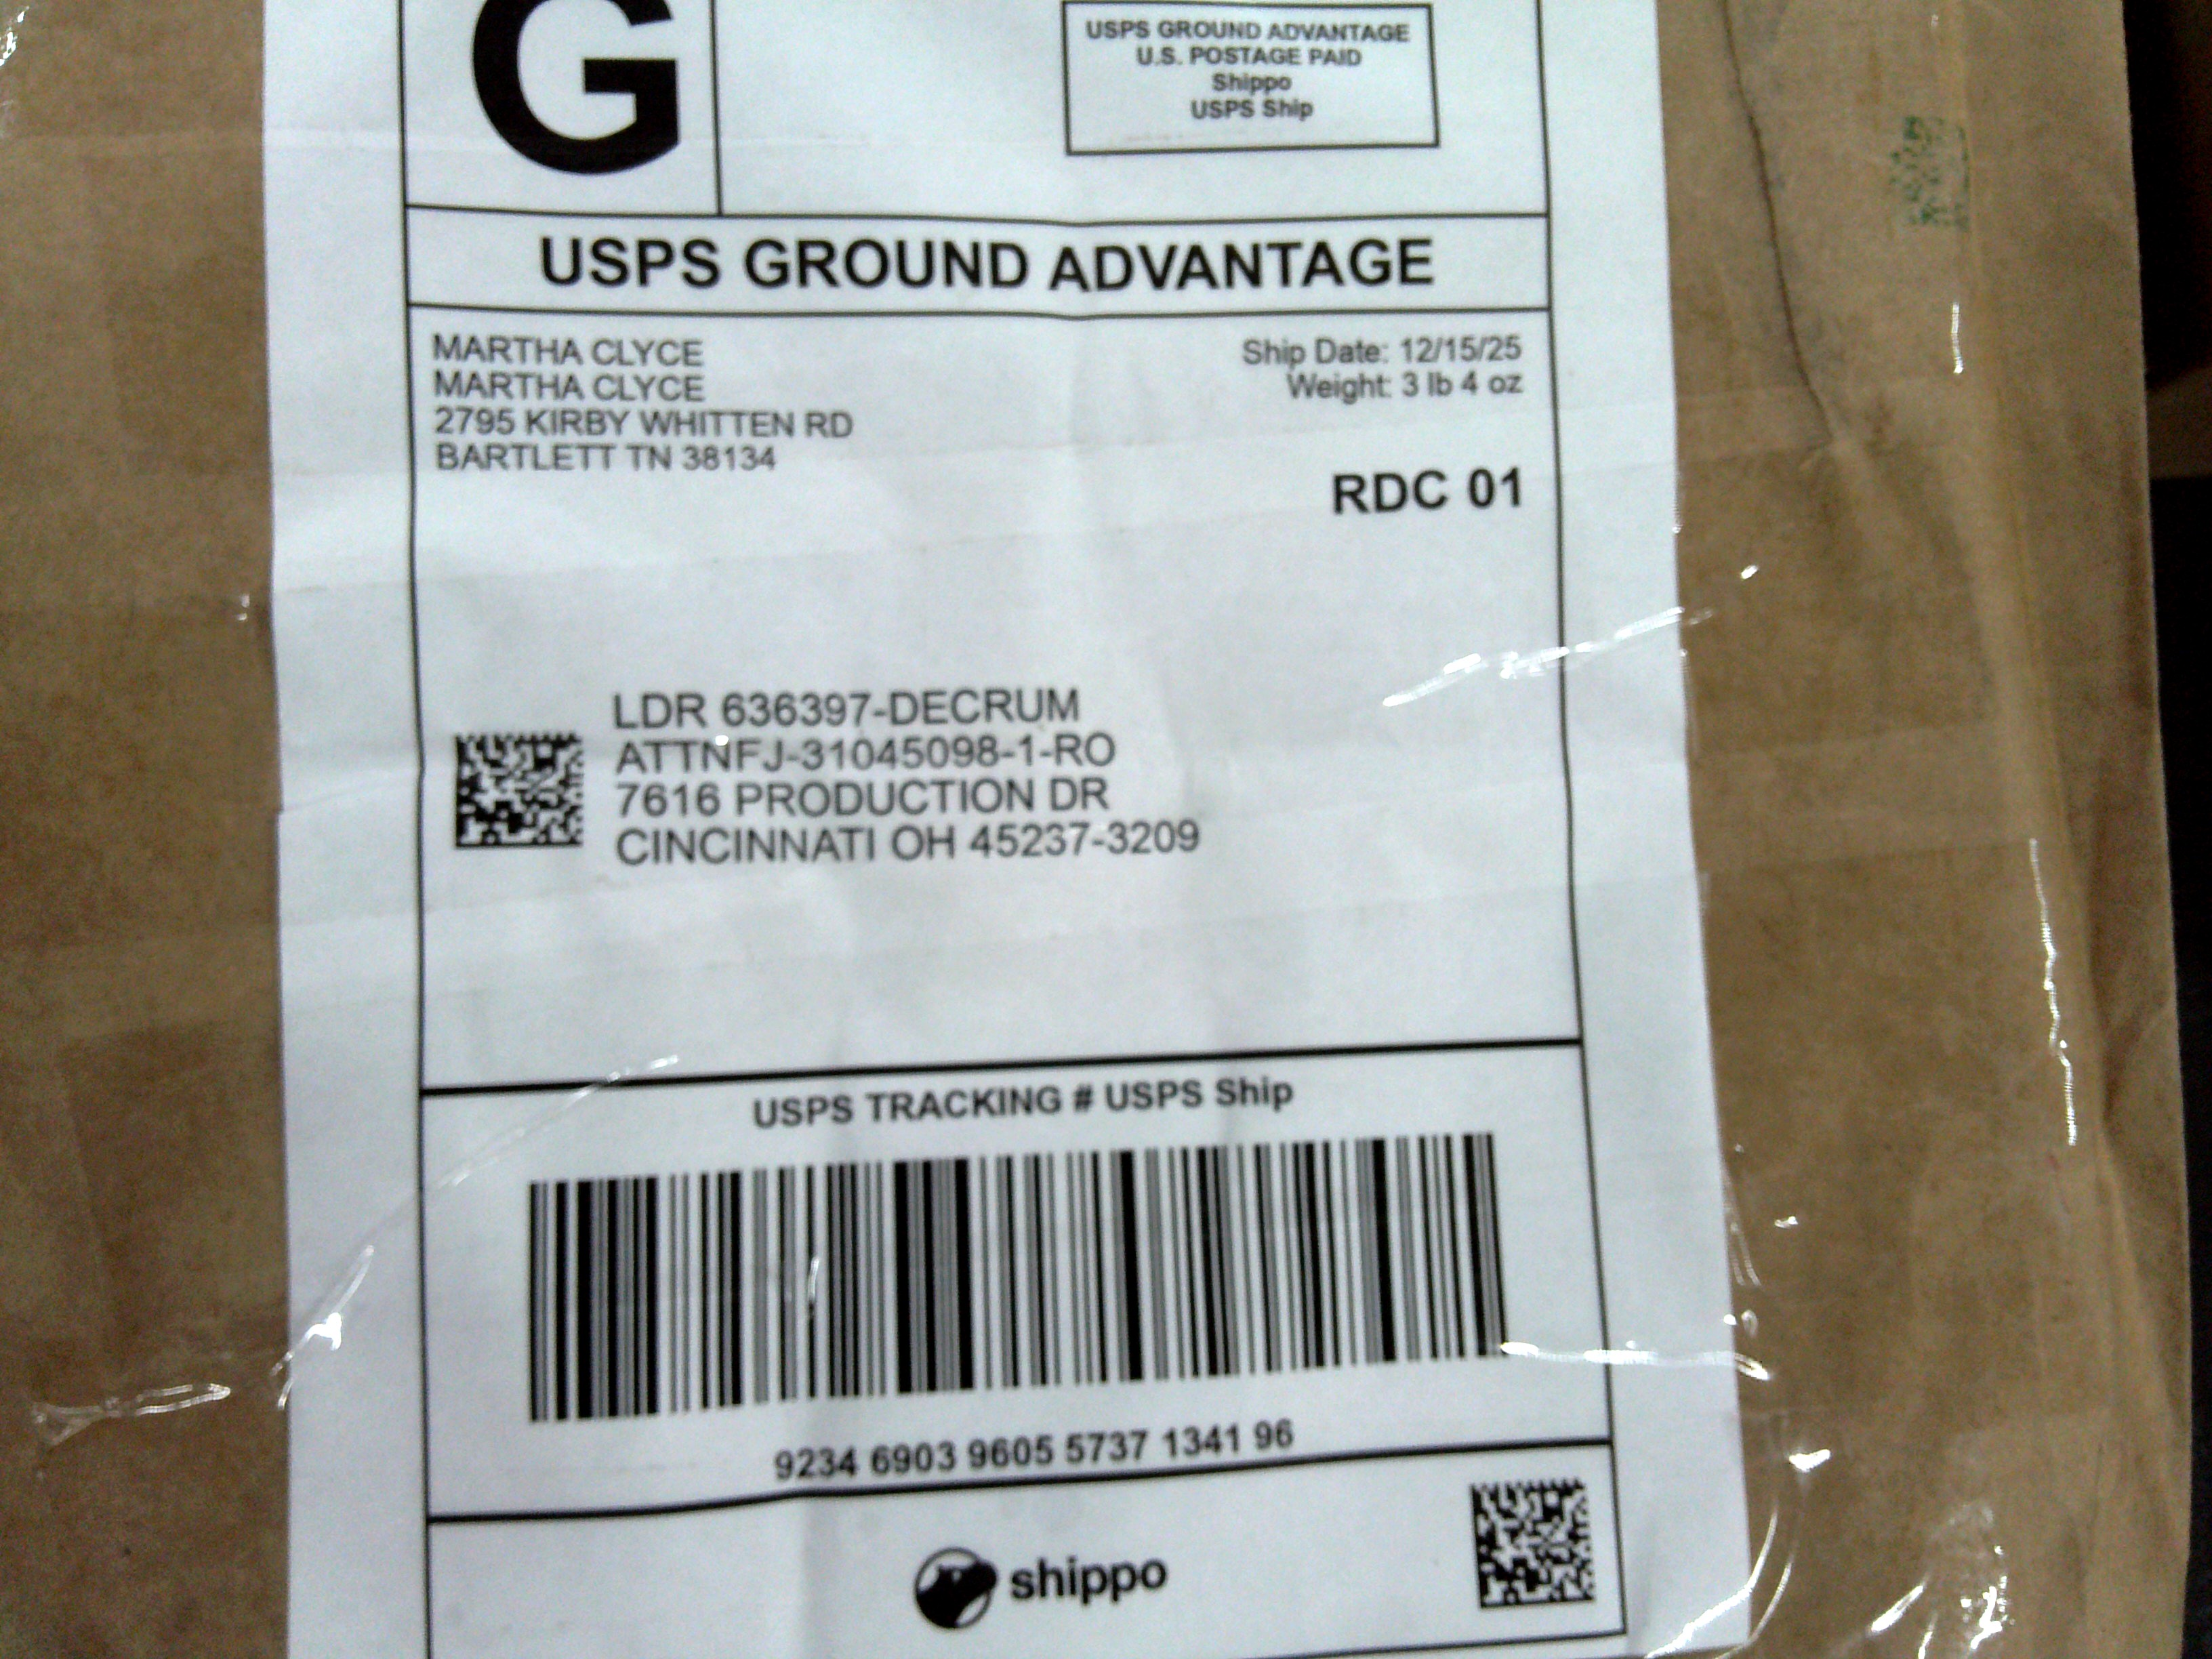 G
USPS GROUND ADVANTAGE
U.S. POSTAGE PAID
Shippo
USPS Ship
USPS GROUND ADVANTAGE
MARTHA CLYCE
MARTHA CLYCE
2795 KIRBY WHITTEN RD
BARTLETT TN 38134
Ship Date: 12/15/25
Weight: 3 lb 4 oz
RDC 01
LDR 636397-DECRUM
ATTNFJ-31045098-1-RO
7616 PRODUCTION DR
CINCINNATI OH 45237-3209
USPS TRACKING # USPS Ship
9234 6903 9605 5737 1341 96
shippo